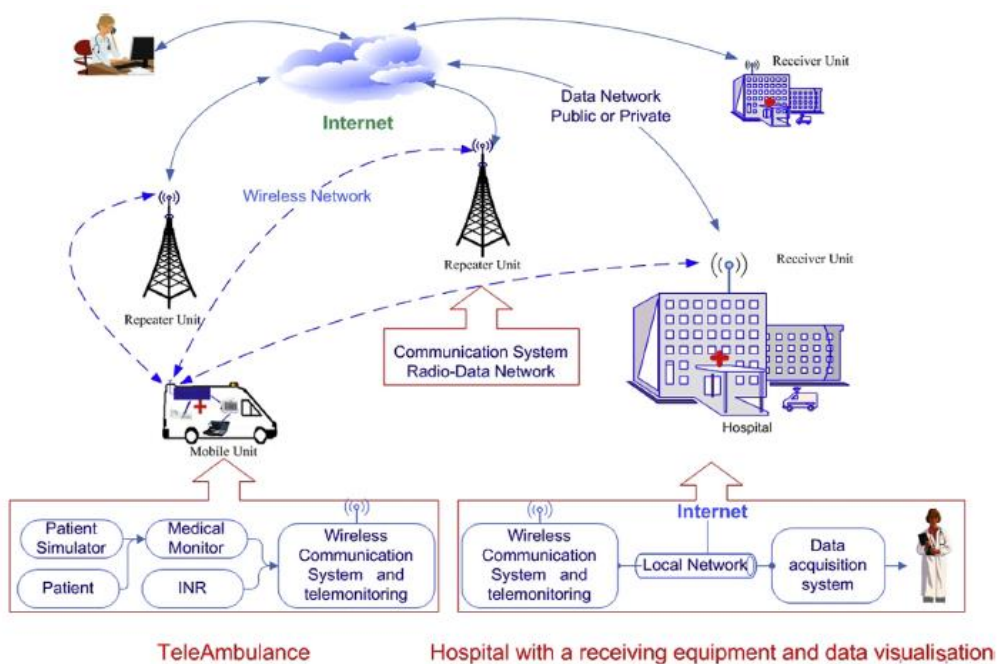 Receiver Unit
Data Network
Public or Private
Internet
Wireless Network
Repeater Unit
Receiver Unit
Repeater Unit
Communication System
Radio-Data Network
Hospital
Mobile Unit
Patient
Simulator
Medical
Monitor
Patient
INR
Wireless
Communication
System and
telemonitoring
Wireless
Communication
System and
telemonitoring
Internet
Local Network
Data
acquisition
system
TeleAmbulance
Hospital with a receiving equipment and data visualisation